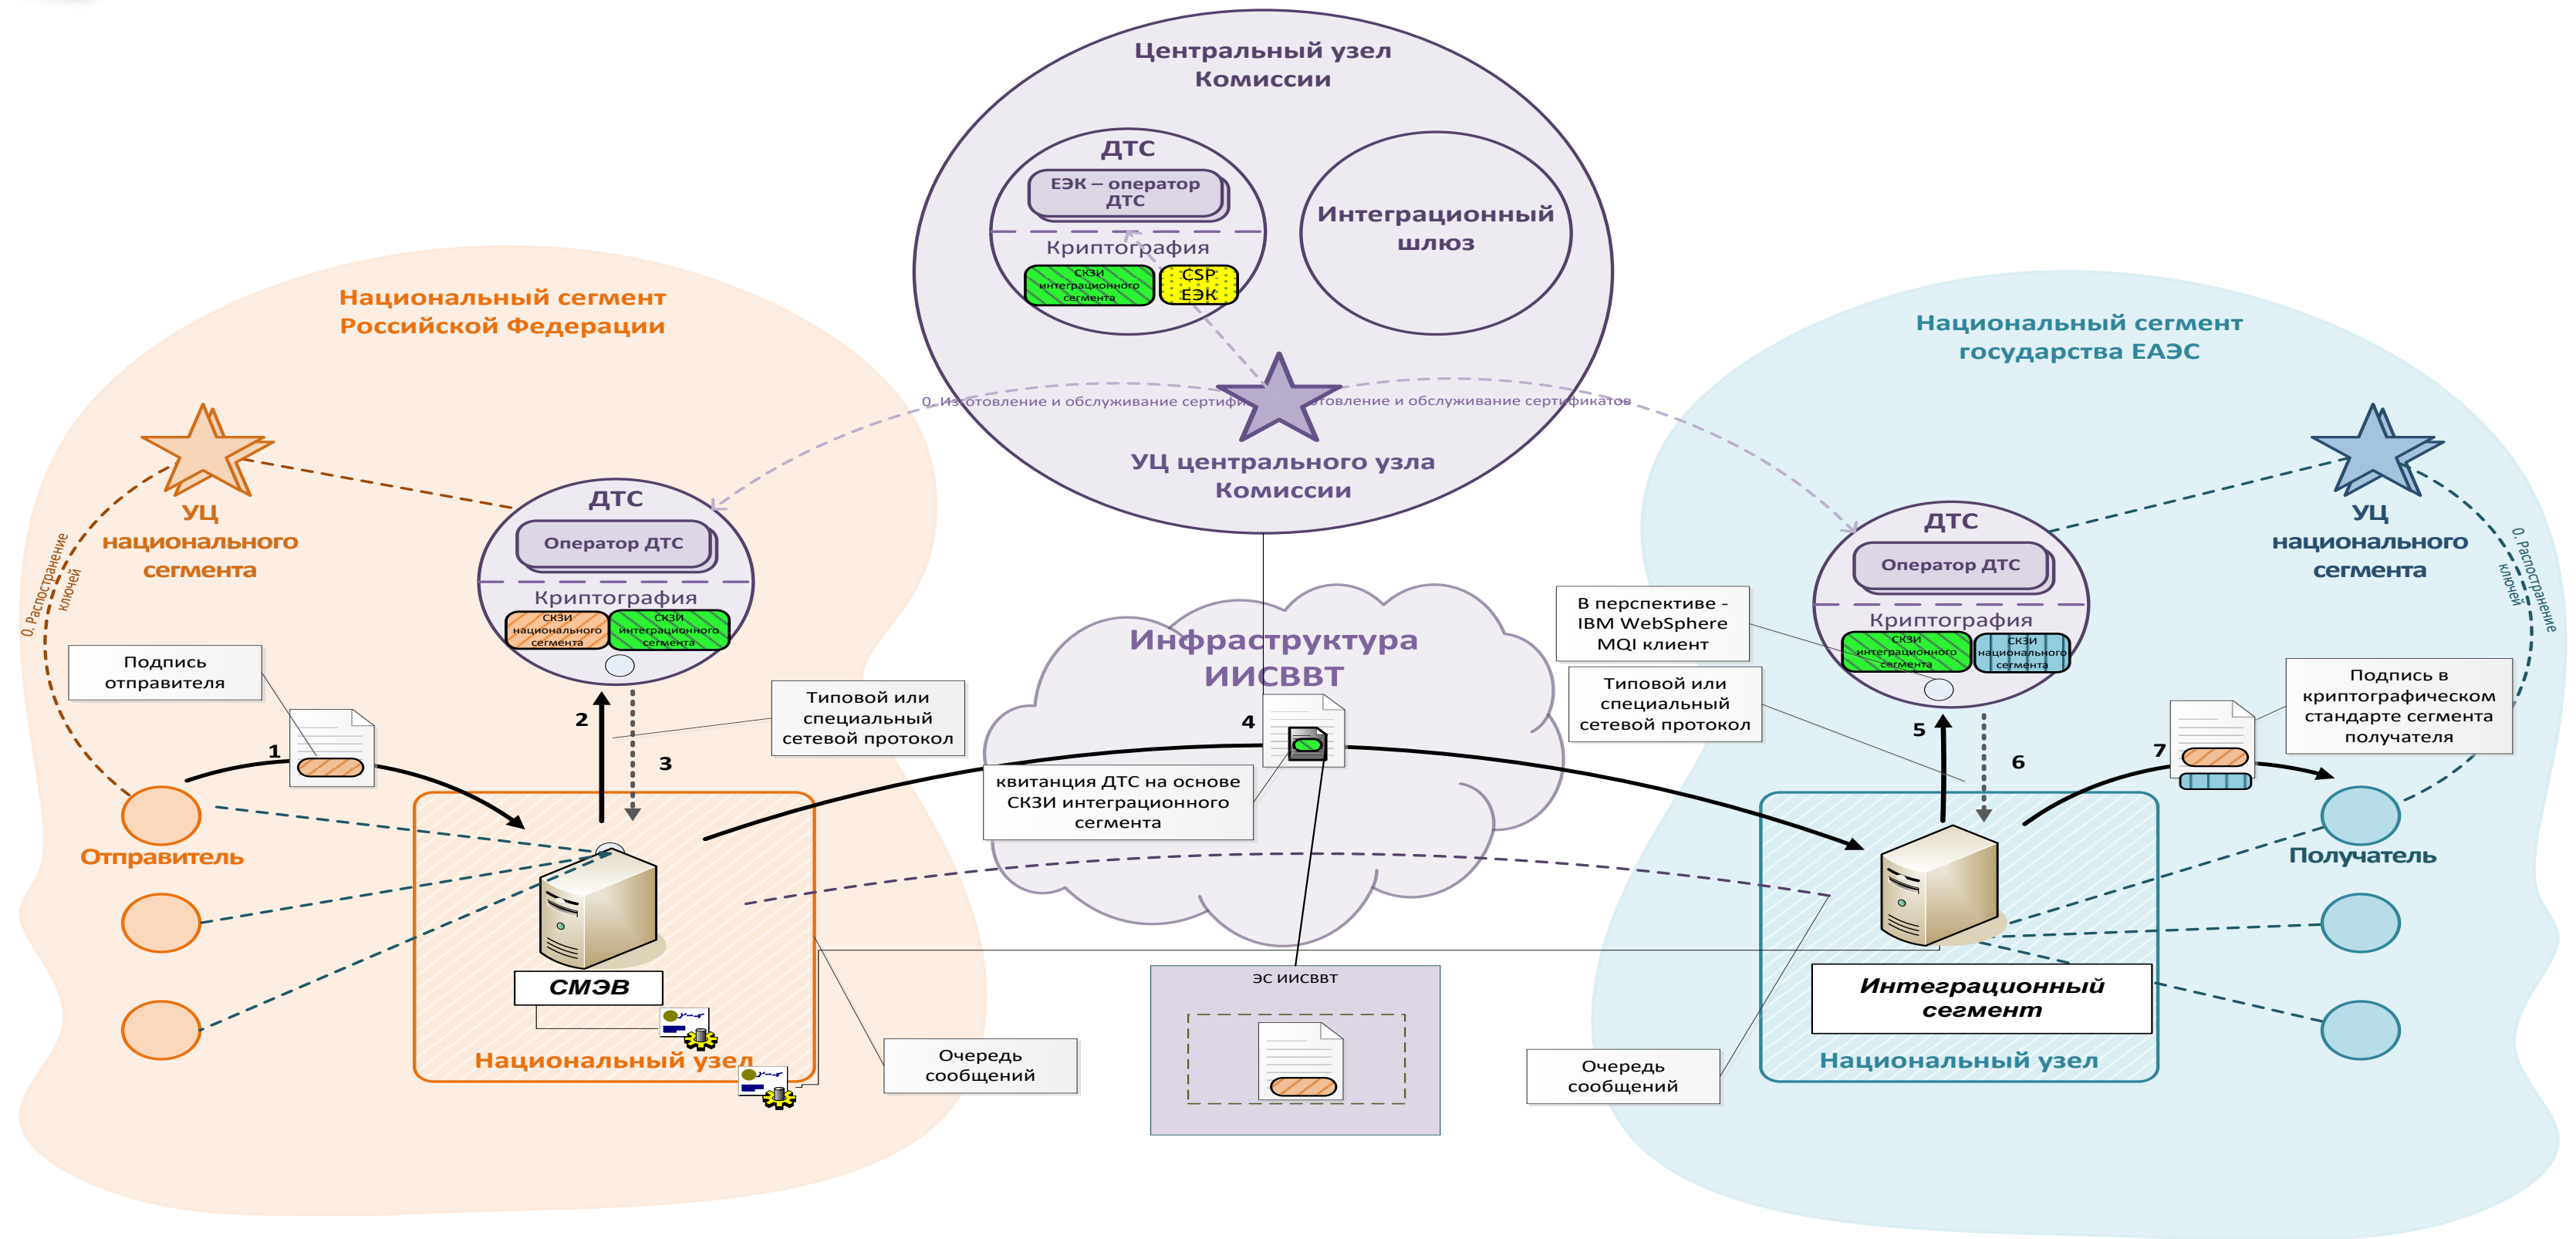 Центральный узел
Комиссии
ДТС
ЕЭК – оператор
ДТС
Криптография
СКЗИ
интеграционного
сегмента
CSP
ЕЭК
Интеграционный
шлюз
0. Изготовление и обслуживание
обслуживание сертификатов
УЦ центрального узла
Комиссии
Национальный сегмент
Российской Федерации
УЦ
национального
сегмента
0. Распостранение
ключей
ДТС
Оператор ДТС
Криптография
СКЗИ
национального
сегмента
СКЗИ
интеграционного
сегмента
Подпись
отправителя
1
2
3
Типовой или
специальный
сетевой протокол
Отправитель
СМЭВ
Национальный узел
Очередь
сообщений
Инфраструктура
ИИСВВТ
4
квитанция ДТС на основе
СКЗИ интеграционного
сегмента
ЭС ИИСВВТ
Национальный сегмент
государства ЕАЭС
УЦ
национального
сегмента
0. Распостранение
ключей
ДТС
Оператор ДТС
Криптография
СКЗИ
интеграционного
сегмента
СКЗИ
национального
сегмента
В перспективе -
IBM WebSphere
MQI клиент
Типовой или
специальный
сетевой протокол
5
6
7
Подпись в
криптографическом
стандарте сегмента
получателя
Получатель
Интеграционный
сегмент
Национальный узел
Очередь
сообщений